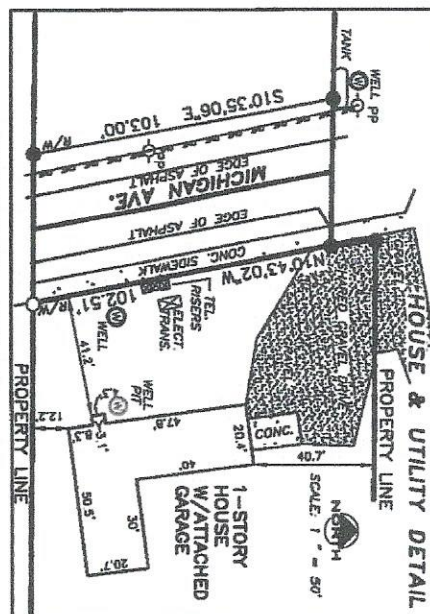 HOUSE & UTILITY DETAIL
SCALE: 1" = 50'
NORTH
PROPERTY LINE
40.7'
CONC.
20.4'
47.8'
40'
1-STORY
HOUSE
W/ATTACHED
GARAGE
30'
20.7'
50.5'
8.3'
3.1'
12.2'
41.2'
WELL
PIT
W
WELL
W
ELECT.
TRANS.
TEL.
RISERS
N10°43'02"W
102.51'
R/W
CONC. SIDEWALK
EDGE OF ASPHALT
MICHIGAN AVE.
EDGE OF ASPHALT
PP
S10°35'06"E
103.00'
R/W
TANK
WELL
W
PP
PROPERTY LINE